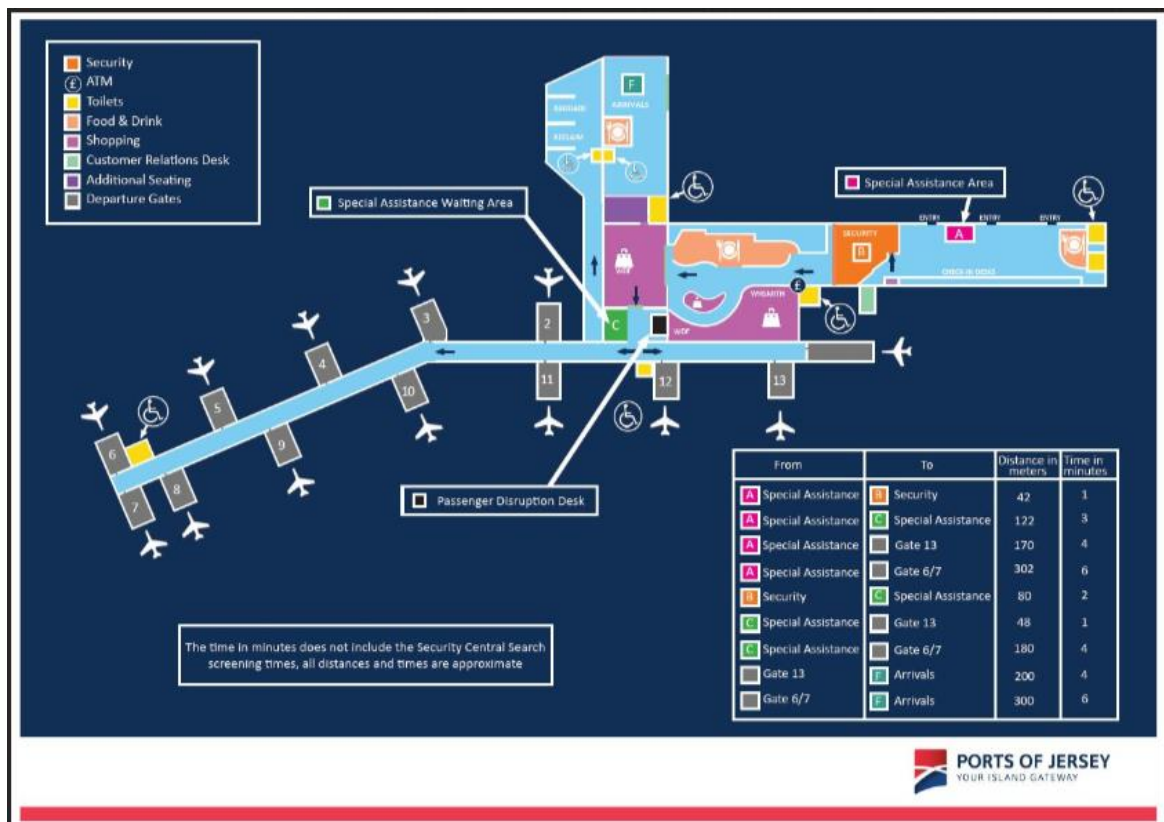 Security
£ ATM
Toilets
Food & Drink
Shopping
Customer Relations Desk
Additional Seating
Departure Gates
F
ARRIVALS
RECLAIM
Special Assistance Waiting Area
Special Assistance Area
ENTRY
ENTRY
ENTRY
A
SECURITY
B
CHECK-IN DESKS
WDF
£
C
WDF
2
3
4
5
6
7
8
9
10
11
12
13
Passenger Disruption Desk
From To Distance in meters Time in minutes
A Special Assistance B Security 42 1
A Special Assistance C Special Assistance 122 3
A Special Assistance Gate 13 170 4
A Special Assistance Gate 6/7 302 6
B Security C Special Assistance 80 2
C Special Assistance Gate 13 48 1
C Special Assistance Gate 6/7 180 4
Gate 13 F Arrivals 200 4
Gate 6/7 F Arrivals 300 6
The time in minutes does not include the Security Central Search
screening times, all distances and times are approximate
PORTS OF JERSEY
YOUR ISLAND GATEWAY